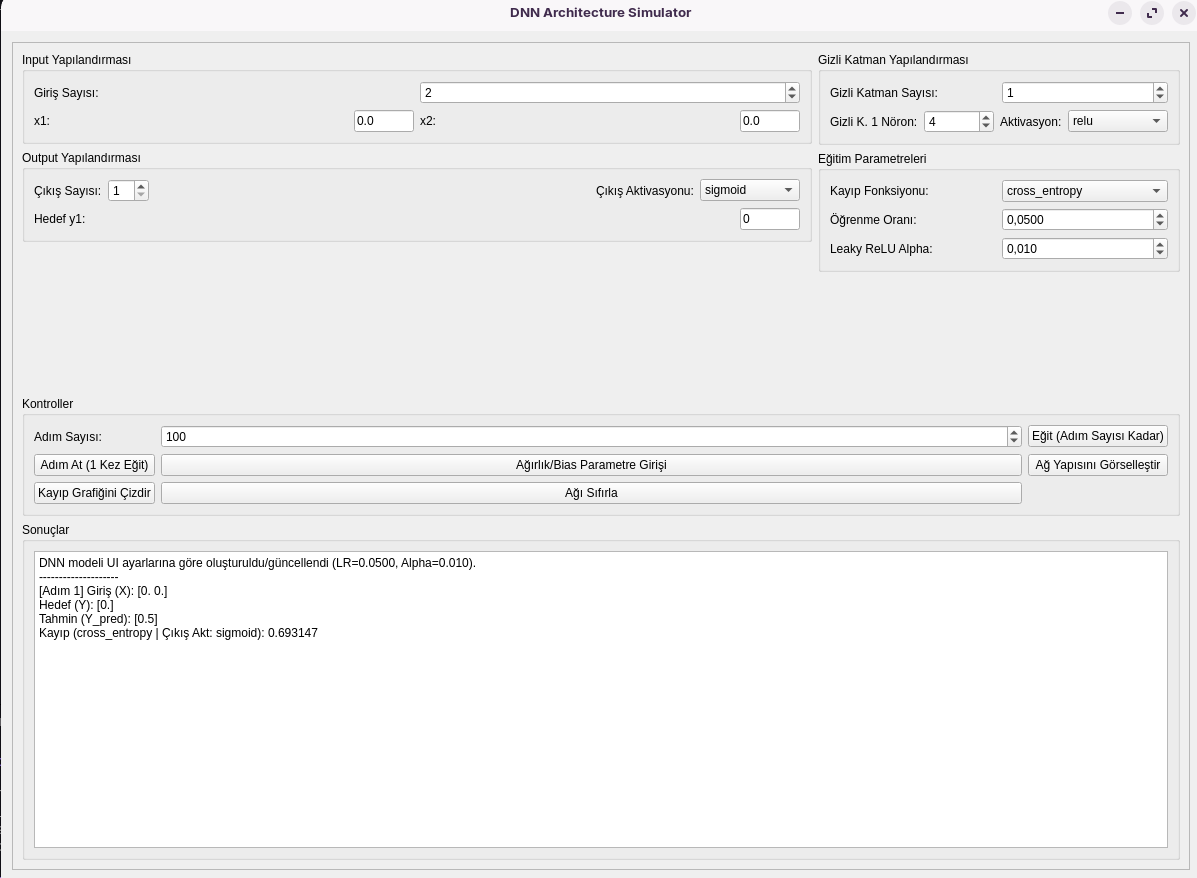 DNN Architecture Simulator
Input Yapılandırması
Giriş Sayısı: 2
x1: 0.0 x2: 0.0
Gizli Katman Yapılandırması
Gizli Katman Sayısı: 1
Gizli K. 1 Nöron: 4 Aktivasyon: relu
Output Yapılandırması
Çıkış Sayısı: 1 Çıkış Aktivasyonu: sigmoid
Hedef y1: 0
Eğitim Parametreleri
Kayıp Fonksiyonu: cross_entropy
Öğrenme Oranı: 0,0500
Leaky ReLU Alpha: 0,010
Kontroller
Adım Sayısı: 100 Eğit (Adım Sayısı Kadar)
Adım At (1 Kez Eğit) Ağırlık/Bias Parametre Girişi Ağ Yapısını Görselleştir
Kayıp Grafiğini Çizdir Ağı Sıfırla
Sonuçlar
DNN modeli UI ayarlarına göre oluşturuldu/güncellendi (LR=0.0500, Alpha=0.010).
--------------------
[Adım 1] Giriş (X): [0. 0.]
Hedef (Y): [0.]
Tahmin (Y_pred): [0.5]
Kayıp (cross_entropy | Çıkış Akt: sigmoid): 0.693147